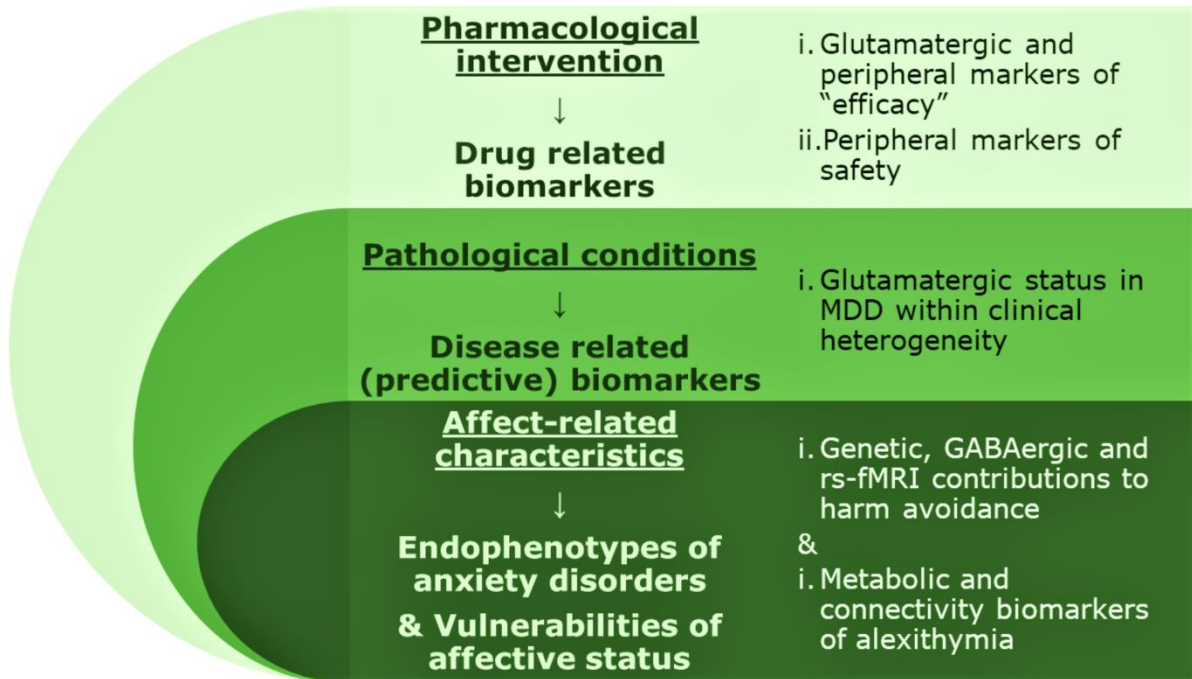 Pharmacological
intervention
↓
Drug related
biomarkers
i. Glutamatergic and
peripheral markers of
“efficacy”
ii.Peripheral markers of
safety
Pathological conditions
↓
Disease related
(predictive) biomarkers
i. Glutamatergic status in
MDD within clinical
heterogeneity
Affect-related
characteristics
↓
Endophenotypes of
anxiety disorders
& Vulnerabilities of
affective status
i. Genetic, GABAergic and
rs-fMRI contributions to
harm avoidance
&
i. Metabolic and
connectivity biomarkers
of alexithymia